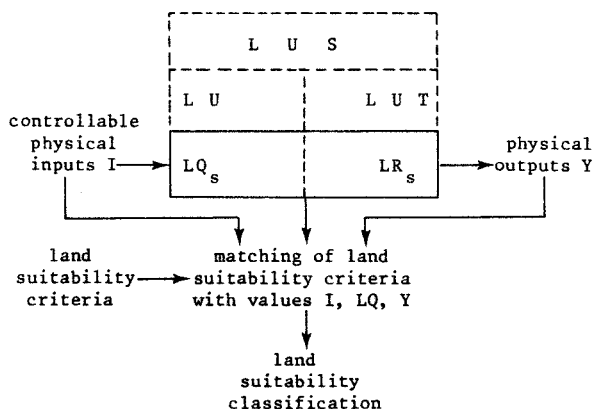 L U S
L U
L U T
controllable
physical
inputs I
LQs
LRs
physical
outputs Y
land
suitability
criteria
matching of land
suitability criteria
with values I, LQ, Y
land
suitability
classification